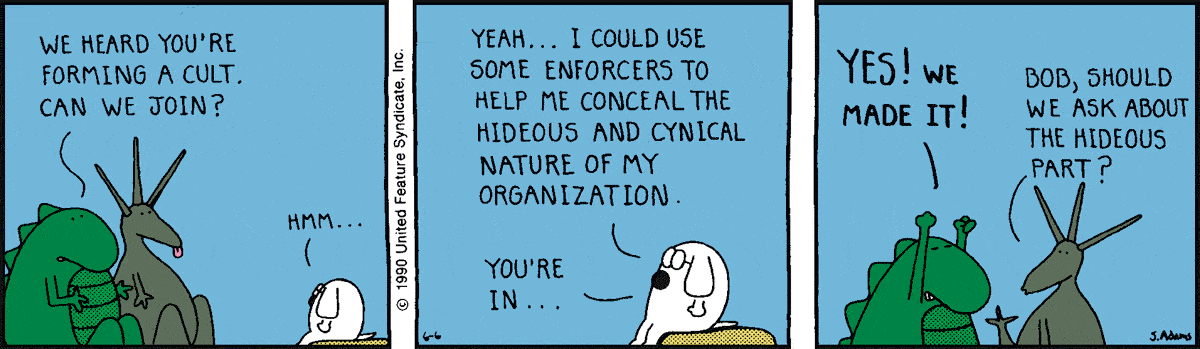 WE HEARD YOU'RE
FORMING A CULT.
CAN WE JOIN?
HMM...
© 1990 United Feature Syndicate, Inc.
YEAH... I COULD USE
SOME ENFORCERS TO
HELP ME CONCEAL THE
HIDEOUS AND CYNICAL
NATURE OF MY
ORGANIZATION.
YOU'RE
IN...
6-6
YES! WE
MADE IT!
BOB, SHOULD
WE ASK ABOUT
THE HIDEOUS
PART?
S.Adams